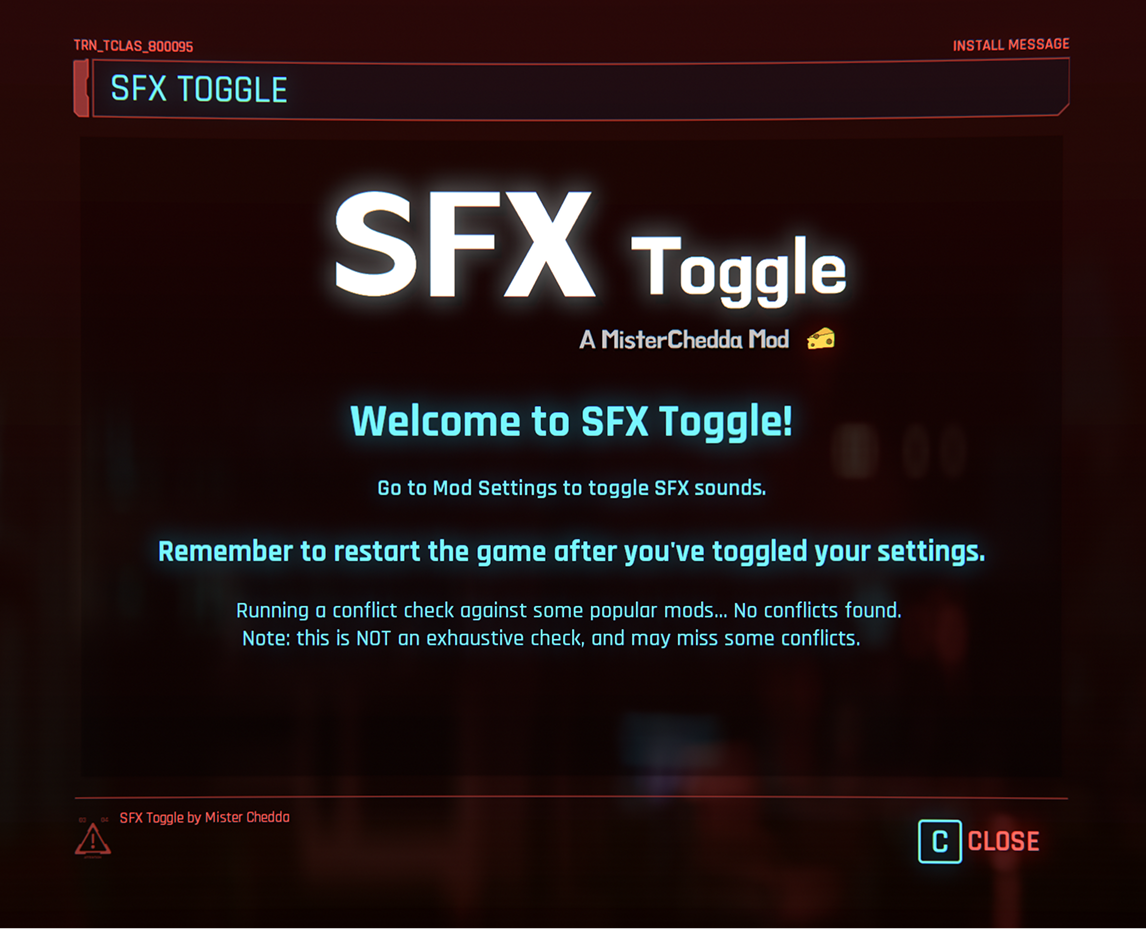 TRN_TCLAS_800095
INSTALL MESSAGE
SFX TOGGLE
SFX Toggle
A MisterChedda Mod
Welcome to SFX Toggle!
Go to Mod Settings to toggle SFX sounds.
Remember to restart the game after you've toggled your settings.
Running a conflict check against some popular mods... No conflicts found.
Note: this is NOT an exhaustive check, and may miss some conflicts.
SFX Toggle by Mister Chedda
C CLOSE